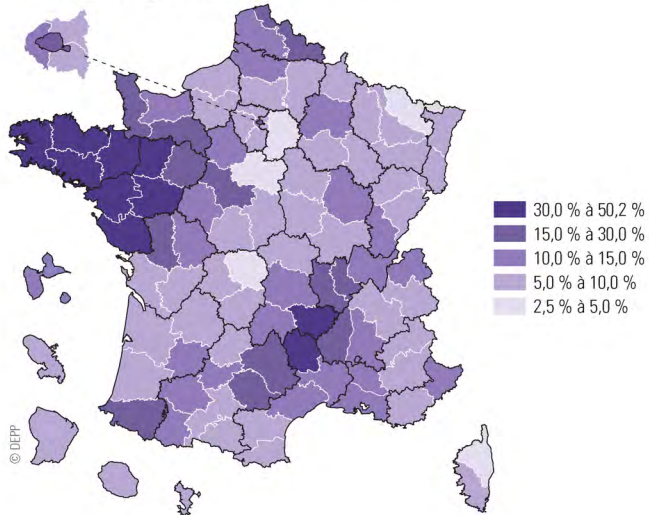 30,0 % à 50,2 %
15,0 % à 30,0 %
10,0 % à 15,0 %
5,0 % à 10,0 %
2,5 % à 5,0 %
© DEPP